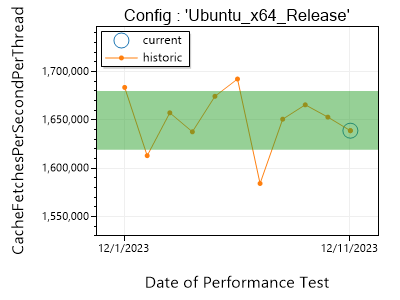 Config : 'Ubuntu_x64_Release'
current
historic
CacheFetchesPerSecondPerThread
1,700,000
1,650,000
1,600,000
1,550,000
12/1/2023
12/11/2023
Date of Performance Test